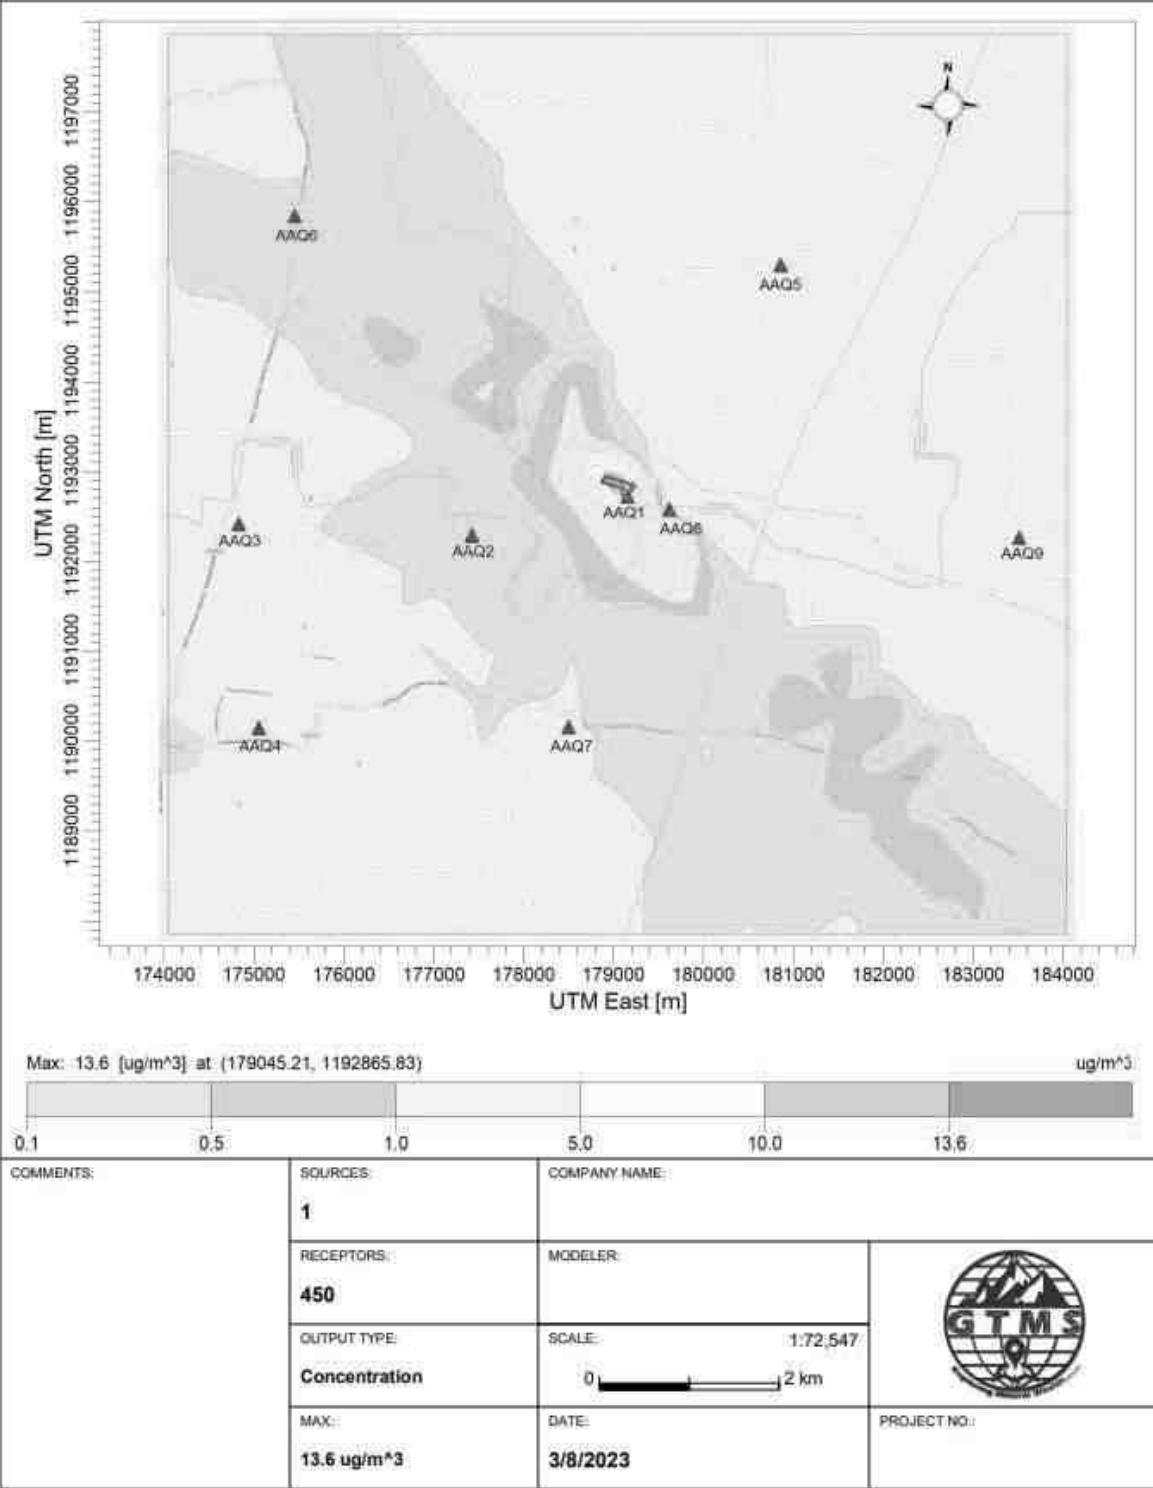 N
1197000
1196000
1195000
1194000
1193000
1192000
1191000
1190000
1189000
UTM North [m]
AAQ6
AAQ5
AAQ1
AAQ8
AAQ3
AAQ2
AAQ9
AAQ4
AAQ7
174000 175000 176000 177000 178000 179000 180000 181000 182000 183000 184000
UTM East [m]
Max: 13.6 [ug/m^3] at (179045.21, 1192865.83)
ug/m^3
0.1 0.5 1.0 5.0 10.0 13.6
COMMENTS:
SOURCES:
1
COMPANY NAME:
RECEPTORS:
450
MODELER:
OUTPUT TYPE:
Concentration
SCALE: 1:72,547
0 2 km
GTMS
MAX:
13.6 ug/m^3
DATE:
3/8/2023
PROJECT NO.: